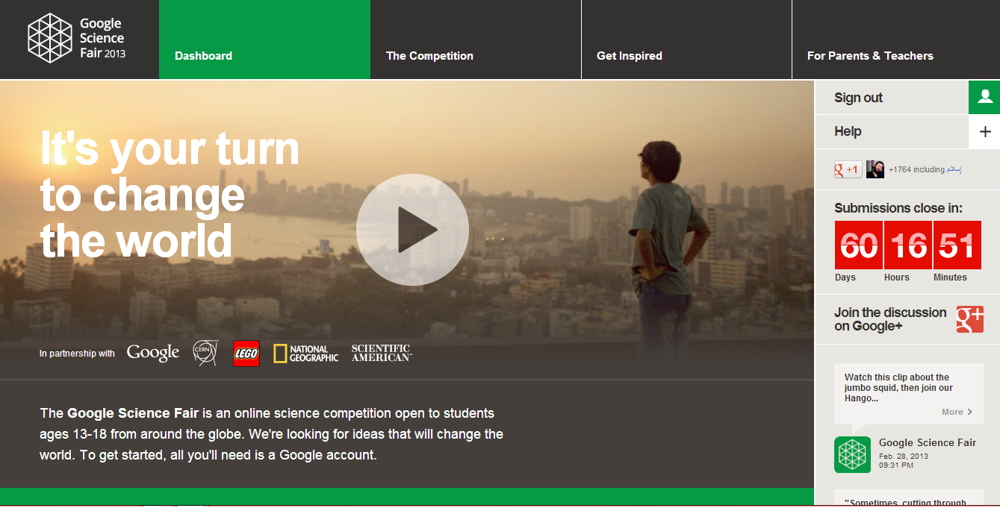 Google
Science
Fair 2013
Dashboard
The Competition
Get Inspired
For Parents & Teachers
It's your turn
to change
the world
In partnership with
Google
CERN
LEGO
NATIONAL
GEOGRAPHIC
SCIENTIFIC
AMERICAN™
The Google Science Fair is an online science competition open to students
ages 13-18 from around the globe. We're looking for ideas that will change the
world. To get started, all you'll need is a Google account.
Sign out
Help
g +1
+1764 including إسلام
Submissions close in:
60 16 51
Days Hours Minutes
Join the discussion
on Google+
g+
Watch this clip about the
jumbo squid, then join our
Hango...
More
Google Science Fair
Feb. 28, 2013
09:31 PM
"Sometimes, cutting through